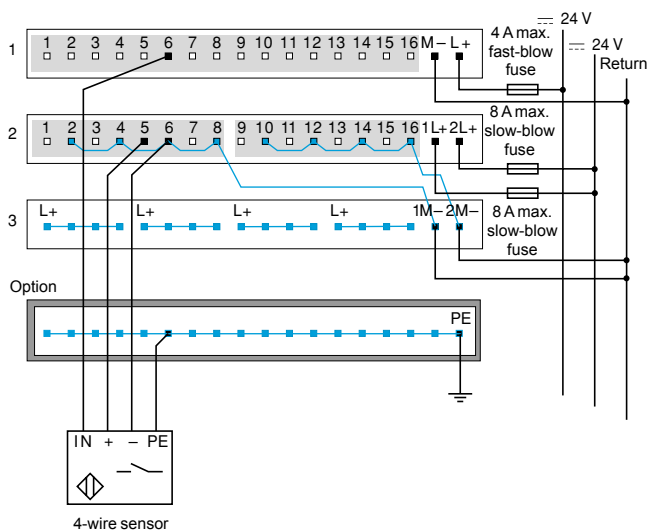 24 V
4 A max.
fast-blow
fuse
24 V
Return
1
1 2 3 4 5 6 7 8 9 10 11 12 13 14 15 16 M– L+
8 A max.
slow-blow
fuse
2
1 2 3 4 5 6 7 8 9 10 11 12 13 14 15 16 1L+ 2L+
3
L+ L+ L+ L+ 1M– 2M–
8 A max.
slow-blow
fuse
Option
PE
IN + – PE
4-wire sensor